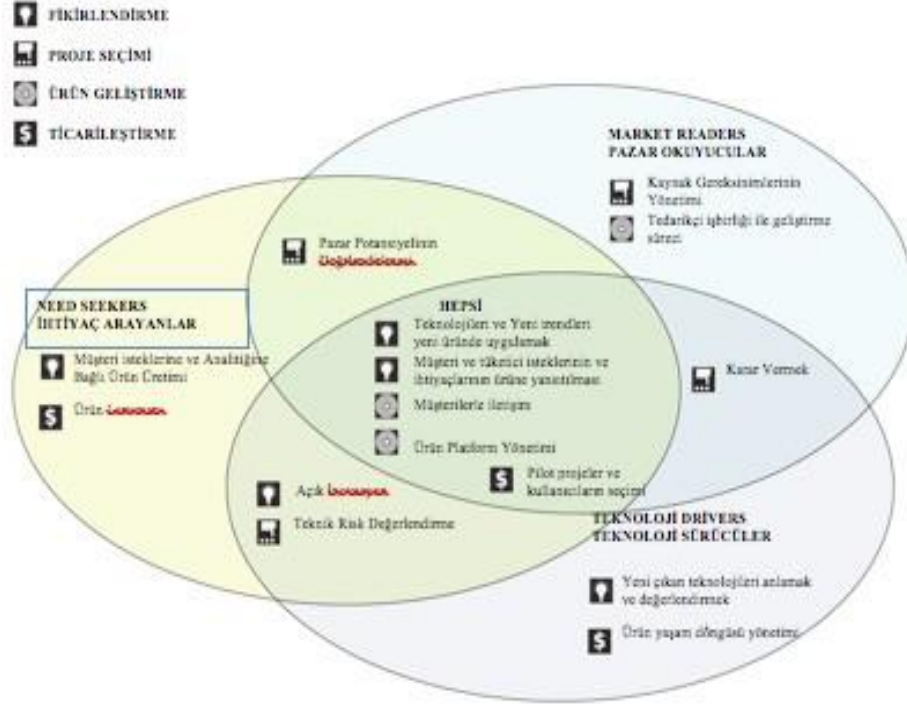 FİKİRLENDİRME
PROJE SEÇİMİ
ÜRÜN GELİŞTİRME
TİCARİLEŞTİRME
MARKET READERS
PAZAR OKUYUCULAR
Kaynak Gereksinimlerinin
Yönetimi
Tedarikçi işbirliği ile geliştirme
süreci
Pazar Potansiyelinin
NEED SEEKERS
İHTİYAÇ ARAYANLAR
Müşteri isteklerine ve Analitiğine
Bağlı Ürün Üretimi
Ürün
HEPSİ
Teknolojileri ve Yeni trendleri
yeni üründe uygulamak
Müşteri ve tüketici isteklerinin ve
ihtiyaçlarının ürüne yansıtılması
Müşterilerle iletişim
Ürün Platform Yönetimi
Pilot projeler ve
kullanıcıların seçimi
Karar Vermek
Açık
Teknik Risk Değerlendirme
TEKNOLOJİ DRIVERS
TEKNOLOJİ SÜRÜCÜLER
Yeni çıkan teknolojileri anlamak
ve değerlendirmek
Ürün yaşam döngüsü yönetimi